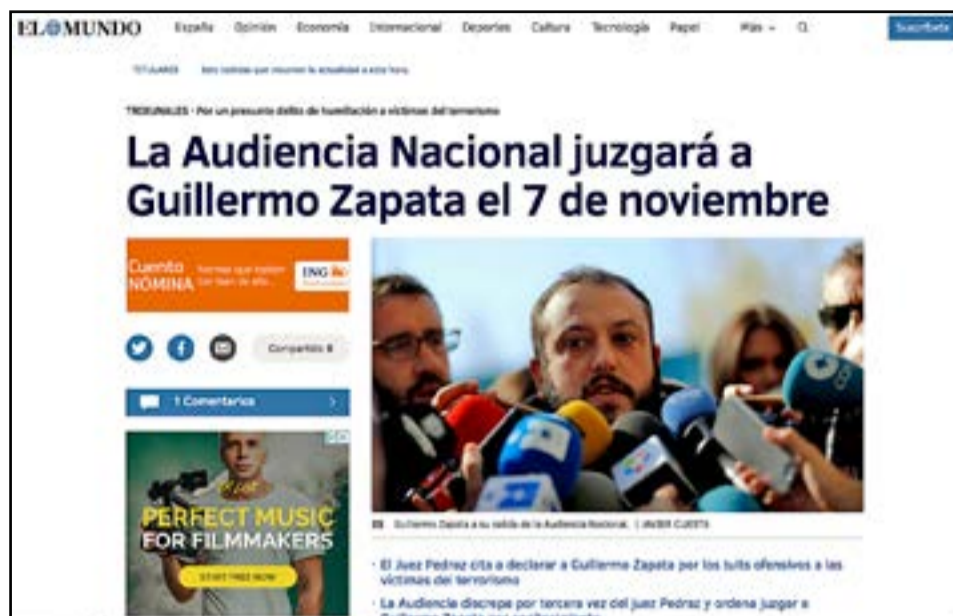 EL MUNDO España Opinión Economía Internacional Deportes Cultura Tecnología Papel Más Suscríbete
TITULARES
TRIBUNALES · Por un presunto delito de humillación a víctimas del terrorismo
La Audiencia Nacional juzgará a
Guillermo Zapata el 7 de noviembre
Cuenta
NÓMINA
ING
Compartido
1 Comentarios
PERFECT MUSIC
FOR FILMMAKERS
START FREE NOW
Guillermo Zapata a su salida de la Audiencia Nacional. | JAVIER CUESTA
· El Juez Pedraz cita a declarar a Guillermo Zapata por los tuits ofensivos a las
víctimas del terrorismo
· La Audiencia discrepa por tercera vez del juez Pedraz y ordena juzgar a